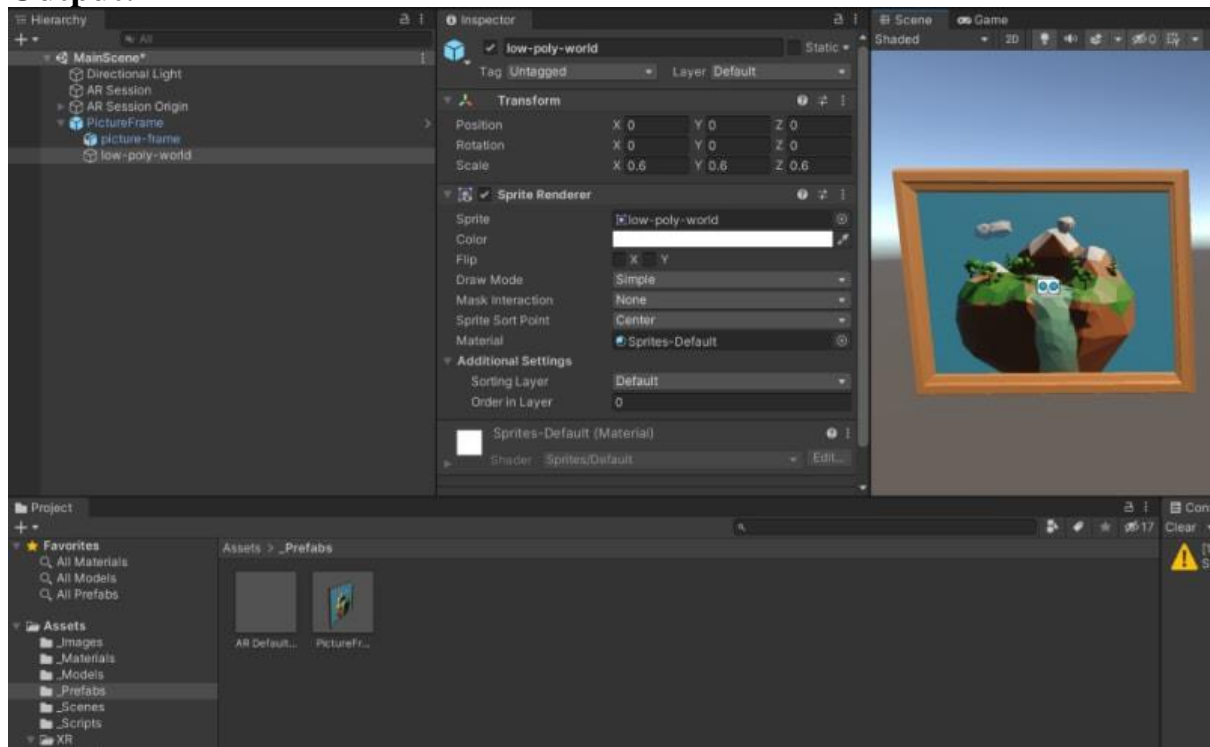 Hierarchy
All
MainScene*
Directional Light
AR Session
AR Session Origin
PictureFrame
picture-frame
low-poly-world
Inspector
low-poly-world
Static
Tag Untagged Layer Default
Transform
Position X 0 Y 0 Z 0
Rotation X 0 Y 0 Z 0
Scale X 0.6 Y 0.6 Z 0.6
Sprite Renderer
Sprite low-poly-world
Color
Flip X Y
Draw Mode Simple
Mask Interaction None
Sprite Sort Point Center
Material Sprites-Default
Additional Settings
Sorting Layer Default
Order in Layer 0
Sprites-Default (Material)
Shader Sprites/Default Edit...
Scene Game
Shaded 2D 0
Project
17
Favorites
All Materials
All Models
All Prefabs
Assets
_Images
_Materials
_Models
_Prefabs
_Scenes
_Scripts
XR
Assets > _Prefabs
AR Default... PictureFr...
Con
Clear